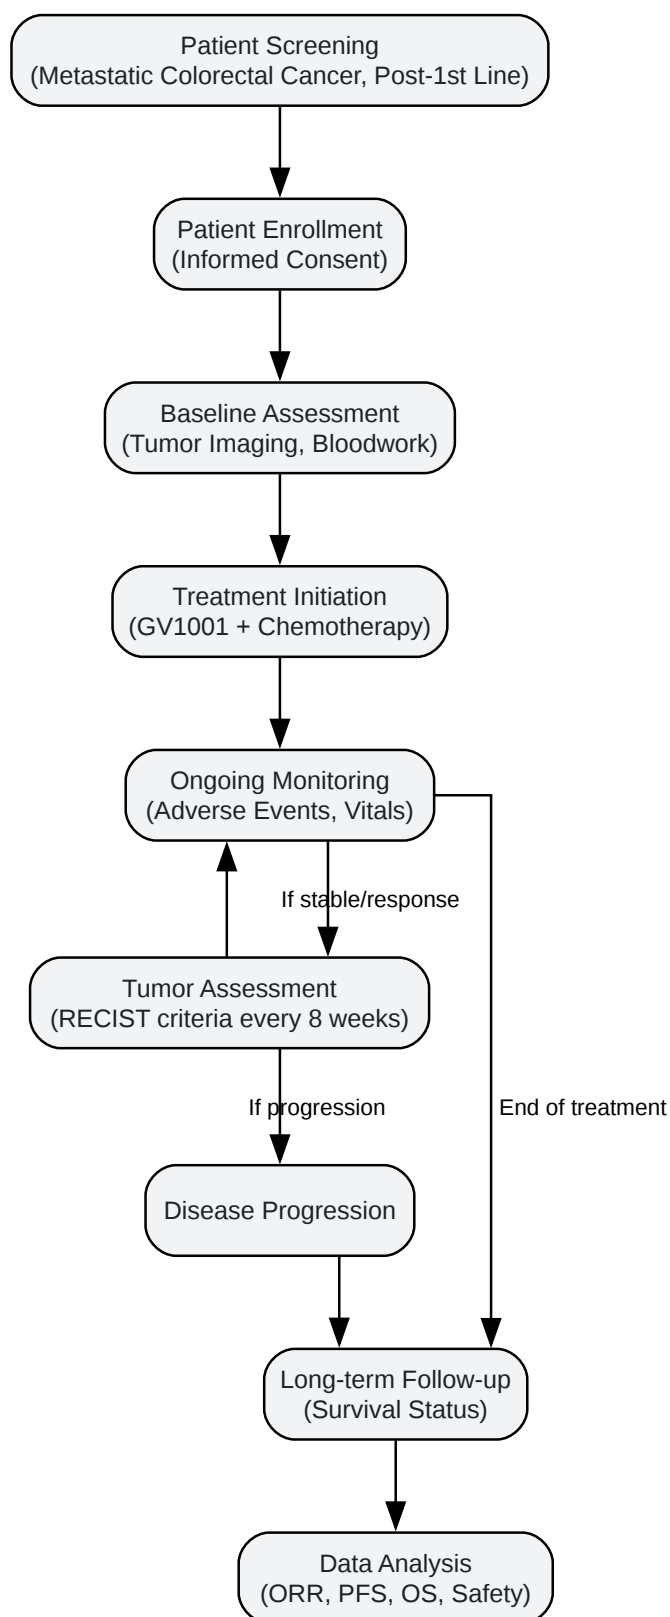 Patient Screening
(Metastatic Colorectal Cancer, Post-1st Line)
Patient Enrollment
(Informed Consent)
Baseline Assessment
(Tumor Imaging, Bloodwork)
Treatment Initiation
(GV1001 + Chemotherapy)
Ongoing Monitoring
(Adverse Events, Vitals)
If stable/response
Tumor Assessment
(RECIST criteria every 8 weeks)
If progression
End of treatment
Disease Progression
Long-term Follow-up
(Survival Status)
Data Analysis
(ORR, PFS, OS, Safety)